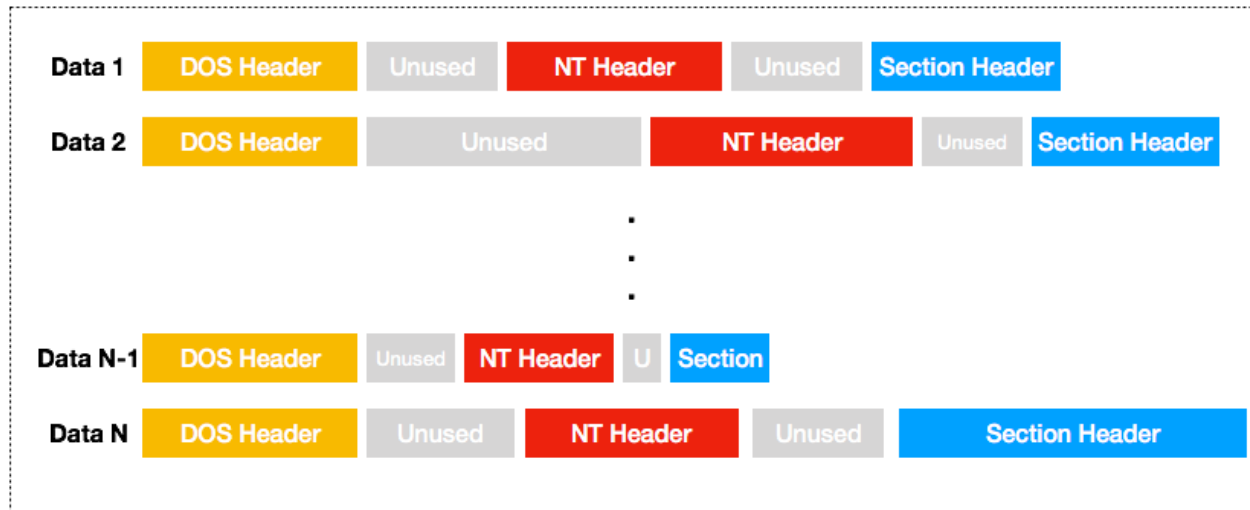 Data 1 DOS Header Unused NT Header Unused Section Header
Data 2 DOS Header Unused NT Header Unused Section Header
.
.
.
Data N-1 DOS Header Unused NT Header U Section
Data N DOS Header Unused NT Header Unused Section Header